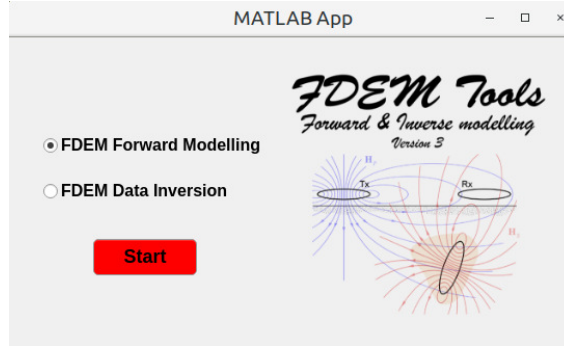 MATLAB App
FDEM Forward Modelling
FDEM Data Inversion
Start
FDEM Tools
Forward & Inverse modelling
Version 3
Tx
Rx